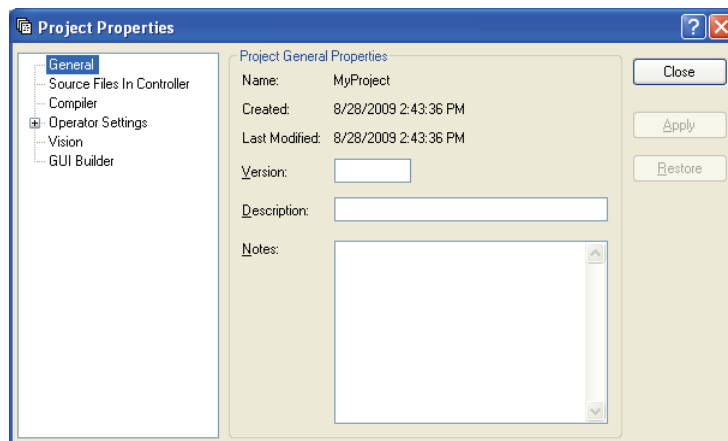 Project Properties
General
Source Files In Controller
Compiler
Operator Settings
Vision
GUI Builder
Project General Properties
Name: MyProject
Created: 8/28/2009 2:43:36 PM
Last Modified: 8/28/2009 2:43:36 PM
Version:
Description:
Notes:
Close
Apply
Restore